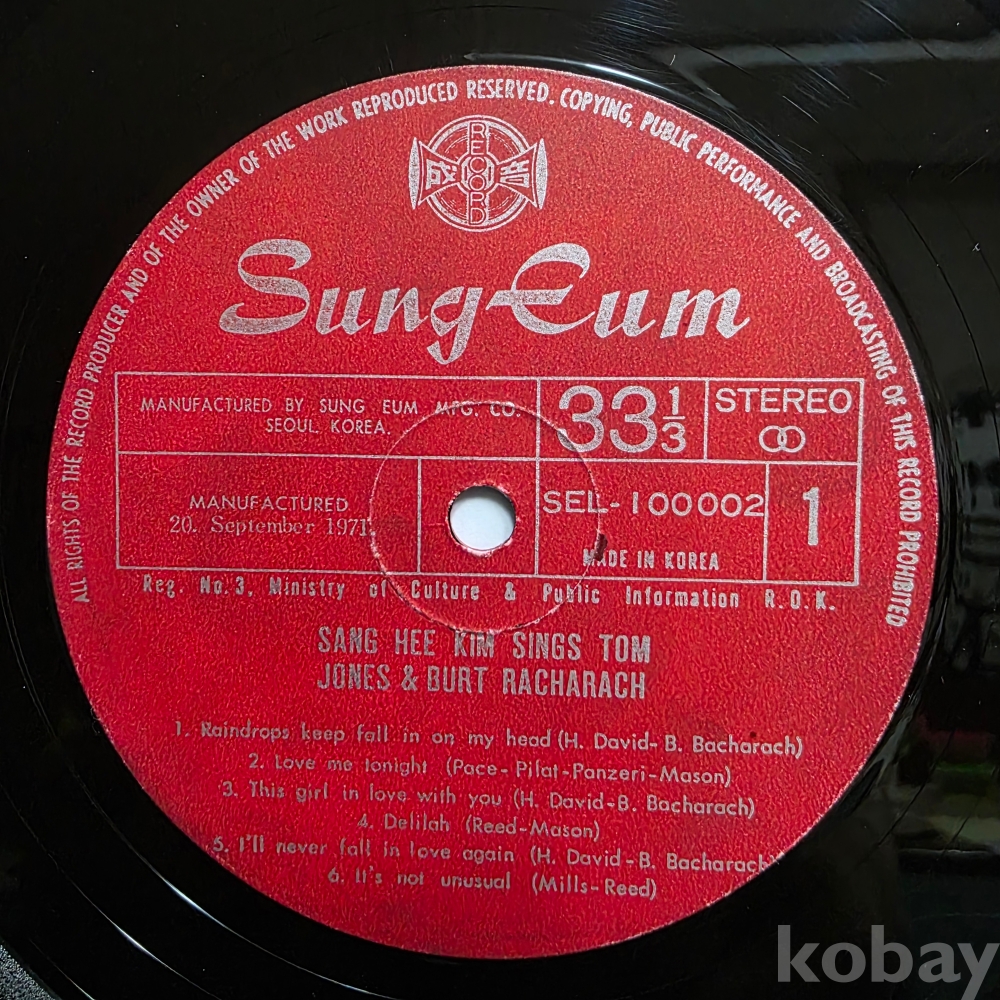 ALL RIGHTS OF THE RECORD PRODUCER AND OF THE OWNER OF THE WORK REPRODUCED RESERVED. COPYING, PUBLIC PERFORMANCE AND BROADCASTING OF THIS RECORD PROHIBITED
RECORD
成音
Sung-Eum
MANUFACTURED BY SUNG EUM MFG. CO.
SEOUL. KOREA.
33 1/3
STEREO
MANUFACTURED
20. September 1971
SEL-100002
MADE IN KOREA
1
Reg. No. 3. Ministry of Culture & Public Information R.O.K.
SANG HEE KIM SINGS TOM
JONES & BURT RACHARACH
1. Raindrops keep fall in on my head (H. David- B. Bacharach)
2. Love me tonight (Pace- Pilat-Panzeri-Mason)
3. This girl in love with you (H. David-B. Bacharach)
4. Delilah (Reed-Mason)
5. I'll never fall in love again (H. David-B. Bacharach)
6. It's not unusual (Mills-Reed)
kobay